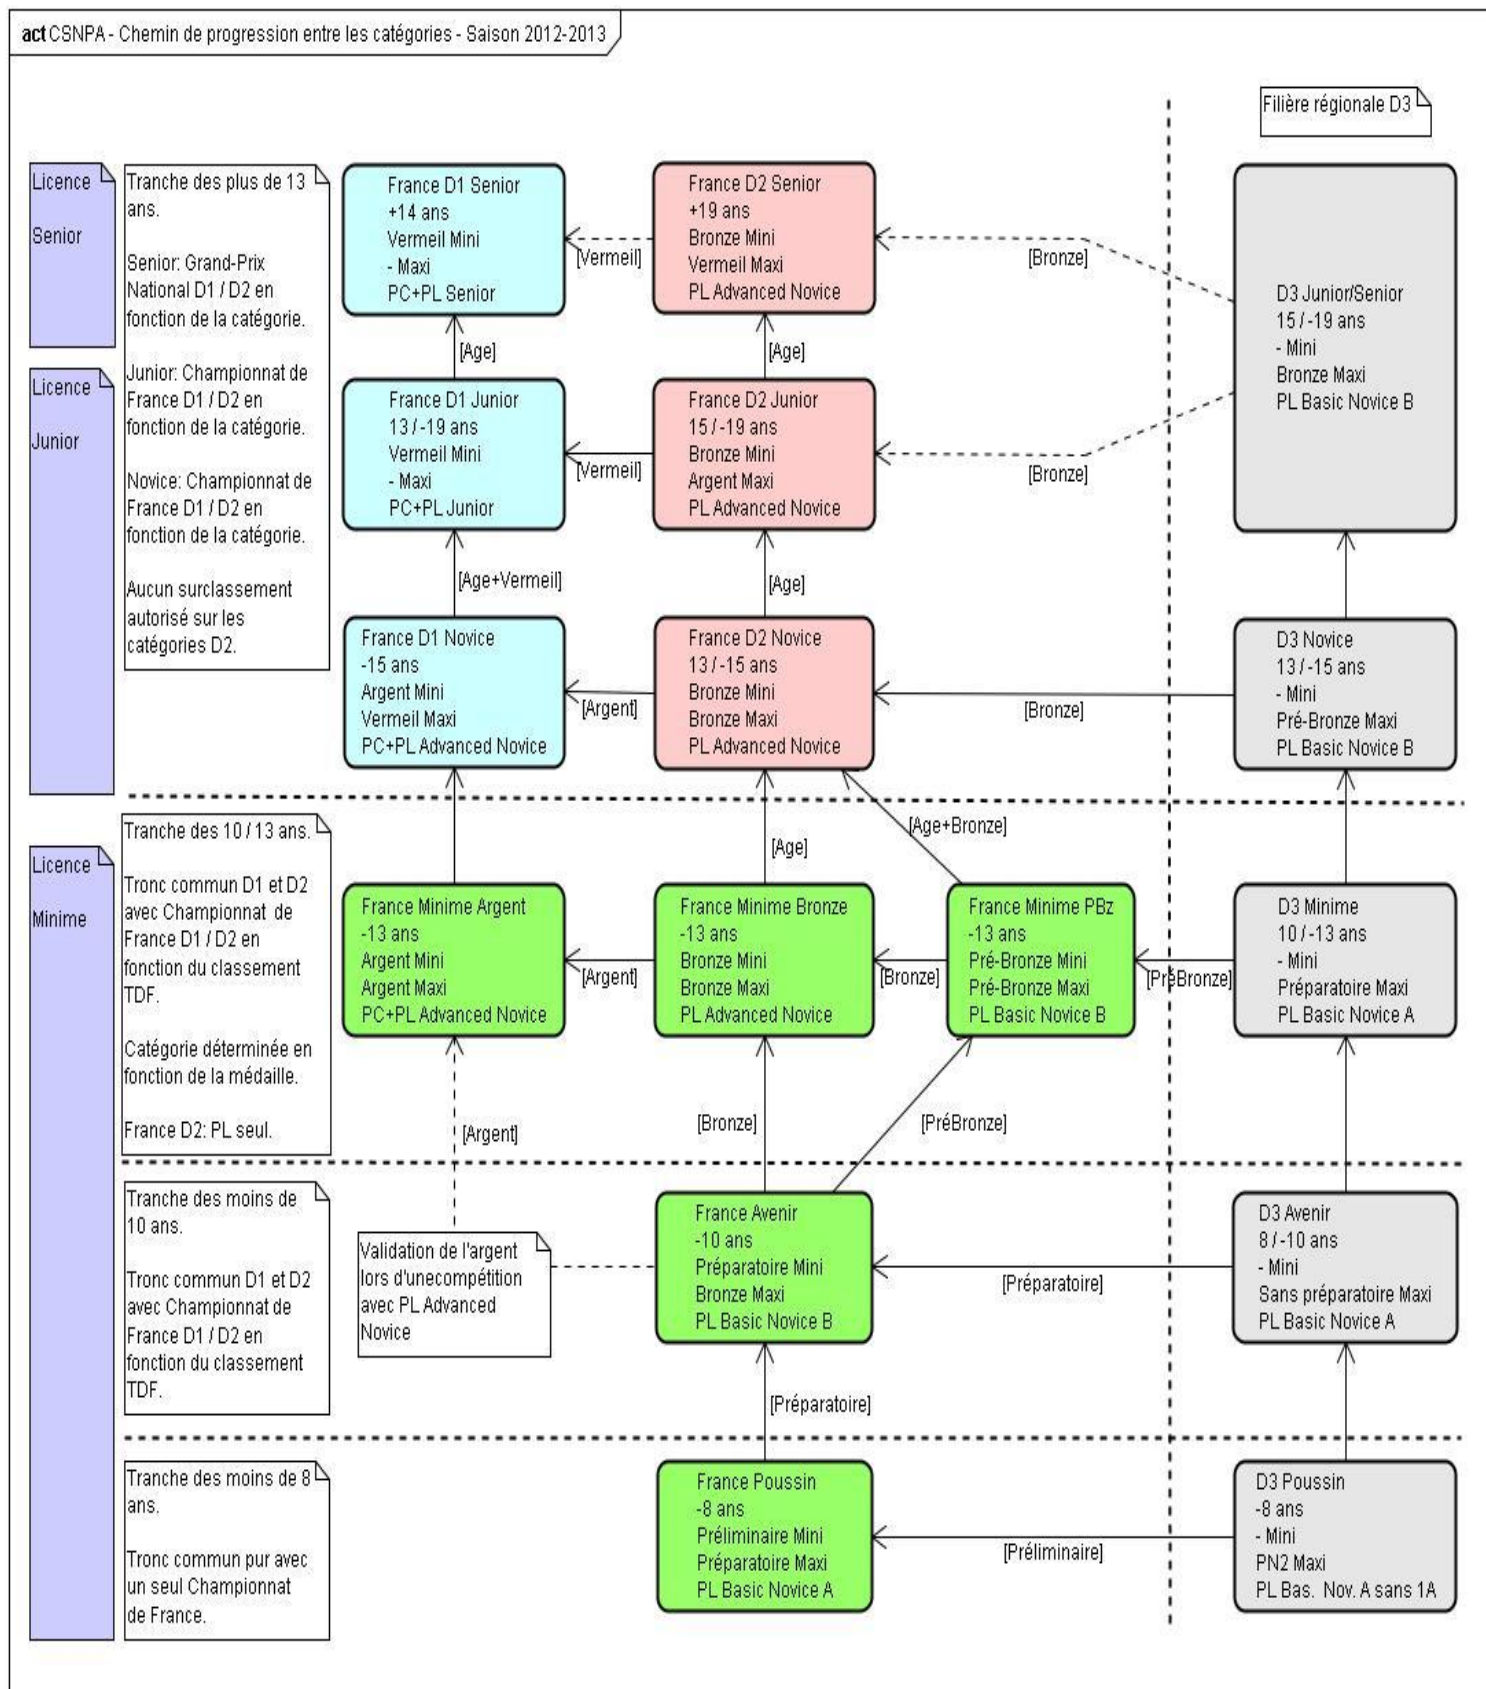 act CSNPA - Chemin de progression entre les catégories - Saison 2012-2013
Filière régionale D3
Licence
Senior
Tranche des plus de 13
ans.
Senior: Grand-Prix
National D1 / D2 en
fonction de la catégorie.
Junior: Championnat de
France D1 / D2 en
fonction de la catégorie.
Novice: Championnat de
France D1 / D2 en
fonction de la catégorie.
Aucun surclassement
autorisé sur les
catégories D2.
France D1 Senior
+14 ans
Vermeil Mini
- Maxi
PC+PL Senior
[Vermeil]
France D2 Senior
+19 ans
Bronze Mini
Vermeil Maxi
PL Advanced Novice
[Bronze]
D3 Junior/Senior
15 / -19 ans
- Mini
Bronze Maxi
PL Basic Novice B
[Age]
[Age]
Licence
Junior
France D1 Junior
13 / -19 ans
Vermeil Mini
- Maxi
PC+PL Junior
[Vermeil]
France D2 Junior
15 / -19 ans
Bronze Mini
Argent Maxi
PL Advanced Novice
[Bronze]
[Age+Vermeil]
[Age]
France D1 Novice
-15 ans
Argent Mini
Vermeil Maxi
PC+PL Advanced Novice
[Argent]
France D2 Novice
13 / -15 ans
Bronze Mini
Bronze Maxi
PL Advanced Novice
[Bronze]
D3 Novice
13 / -15 ans
- Mini
Pré-Bronze Maxi
PL Basic Novice B
Licence
Minime
Tranche des 10 / 13 ans.
Tronc commun D1 et D2
avec Championnat de
France D1 / D2 en
fonction du classement
TDF.
Catégorie déterminée en
fonction de la médaille.
France D2: PL seul.
[Age]
[Age+Bronze]
France Minime Argent
-13 ans
Argent Mini
Argent Maxi
PC+PL Advanced Novice
[Argent]
France Minime Bronze
-13 ans
Bronze Mini
Bronze Maxi
PL Advanced Novice
[Bronze]
France Minime PBz
-13 ans
Pré-Bronze Mini
Pré-Bronze Maxi
PL Basic Novice B
[PréBronze]
D3 Minime
10 / -13 ans
- Mini
Préparatoire Maxi
PL Basic Novice A
[Argent]
[Bronze]
[PréBronze]
Tranche des moins de
10 ans.
Tronc commun D1 et D2
avec Championnat de
France D1 / D2 en
fonction du classement
TDF.
Validation de l'argent
lors d'unecompétition
avec PL Advanced
Novice
France Avenir
-10 ans
Préparatoire Mini
Bronze Maxi
PL Basic Novice B
[Préparatoire]
D3 Avenir
8 / -10 ans
- Mini
Sans préparatoire Maxi
PL Basic Novice A
[Préparatoire]
Tranche des moins de 8
ans.
Tronc commun pur avec
un seul Championnat
de France.
France Poussin
-8 ans
Préliminaire Mini
Préparatoire Maxi
PL Basic Novice A
[Préliminaire]
D3 Poussin
-8 ans
- Mini
PN2 Maxi
PL Bas. Nov. A sans 1A